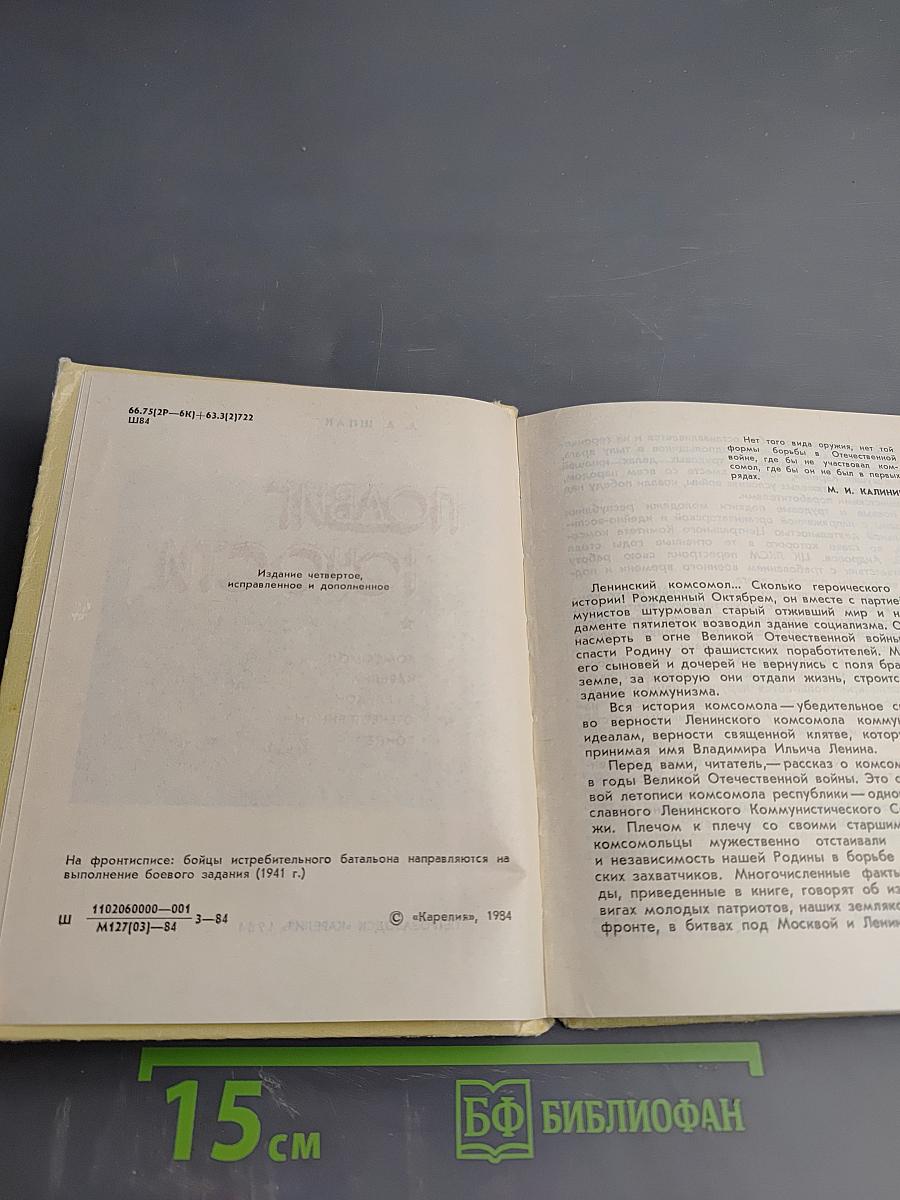 66.75(2Р—6К)+63.3(2)722
Ш84
Издание четвертое,
исправленное и дополненное
На фронтисписе: бойцы истребительного батальона направляются на
выполнение боевого задания (1941 г.)
Ш 1102060000—001
М127(03)—84 3—84
© «Карелия», 1984
Нет того вида оружия, нет той
формы борьбы в Отечественной
войне, где бы не участвовал ком-
сомол, где бы он не был в первых
рядах.
М. И. КАЛИНИ
Ленинский комсомол... Сколько героического
истории! Рожденный Октябрем, он вместе с партие
мунистов штурмовал старый отживший мир и н
даменте пятилеток возводил здание социализма. С
насмерть в огне Великой Отечественной войны
спасти Родину от фашистских поработителей. М
его сыновей и дочерей не вернулись с поля бра
земле, за которую они отдали жизнь, строитс
здание коммунизма.
Вся история комсомола — убедительное с
во верности Ленинского комсомола комму
идеалам, верности священной клятве, котору
принимая имя Владимира Ильича Ленина.
Перед вами, читатель,— рассказ о комсом
в годы Великой Отечественной войны. Это с
вой летописи комсомола республики — одно
славного Ленинского Коммунистического С
жи. Плечом к плечу со своими старшим
комсомольцы мужественно отстаивали
и независимость нашей Родины в борьбе
ских захватчиков. Многочисленные факты
ды, приведенные в книге, говорят об из
вигах молодых патриотов, наших земляко
фронте, в битвах под Москвой и Ленин
15 см
БФ БИБЛИОФАН